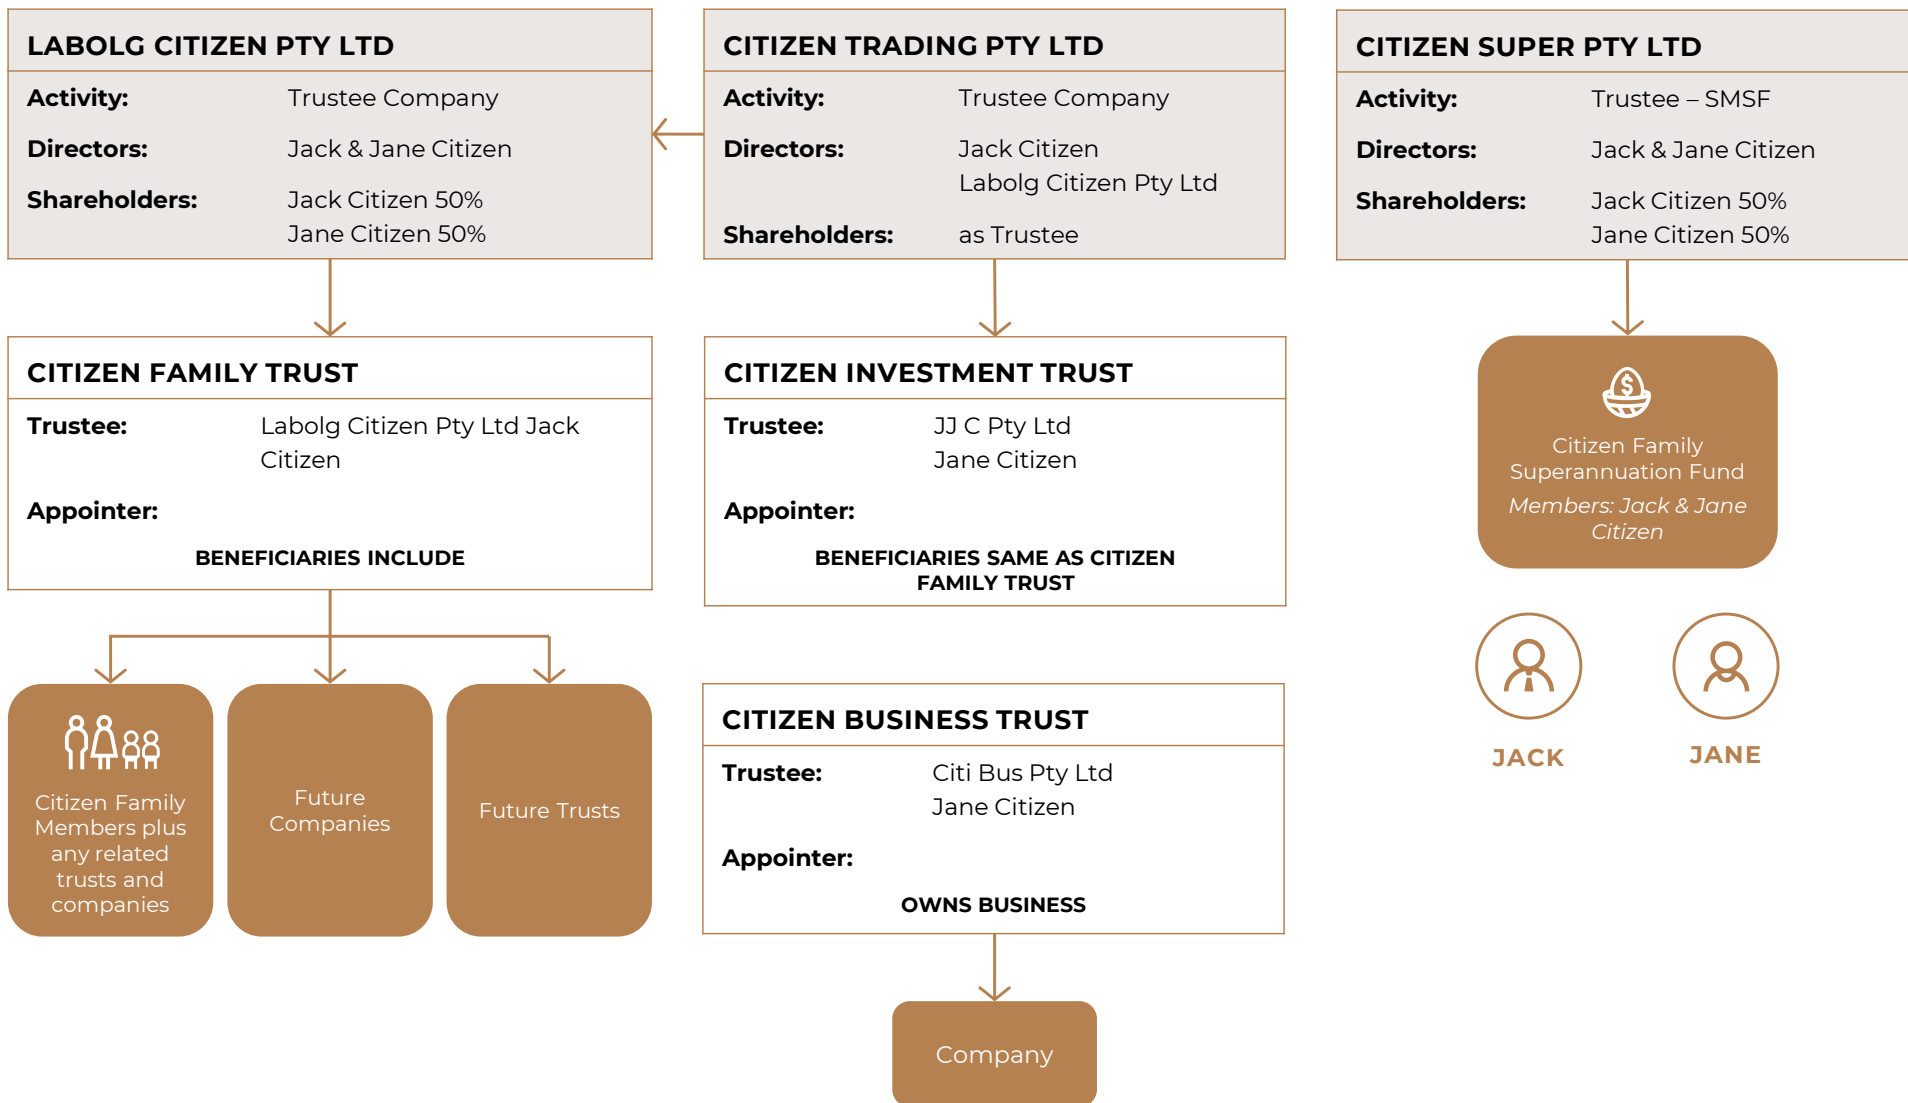 LABOLG CITIZEN PTY LTD
Activity: Trustee Company
Directors: Jack & Jane Citizen
Shareholders: Jack Citizen 50%
Jane Citizen 50%
CITIZEN TRADING PTY LTD
Activity: Trustee Company
Directors: Jack Citizen
Labolg Citizen Pty Ltd
Shareholders: as Trustee
CITIZEN SUPER PTY LTD
Activity: Trustee – SMSF
Directors: Jack & Jane Citizen
Shareholders: Jack Citizen 50%
Jane Citizen 50%
CITIZEN FAMILY TRUST
Trustee: Labolg Citizen Pty Ltd Jack
Citizen
Appointer:
BENEFICIARIES INCLUDE
CITIZEN INVESTMENT TRUST
Trustee: JJ C Pty Ltd
Jane Citizen
Appointer:
BENEFICIARIES SAME AS CITIZEN
FAMILY TRUST
$
Citizen Family
Superannuation Fund
Members: Jack & Jane
Citizen
JACK
JANE
Citizen Family
Members plus
any related
trusts and
companies
Future
Companies
Future Trusts
CITIZEN BUSINESS TRUST
Trustee: Citi Bus Pty Ltd
Jane Citizen
Appointer:
OWNS BUSINESS
Company